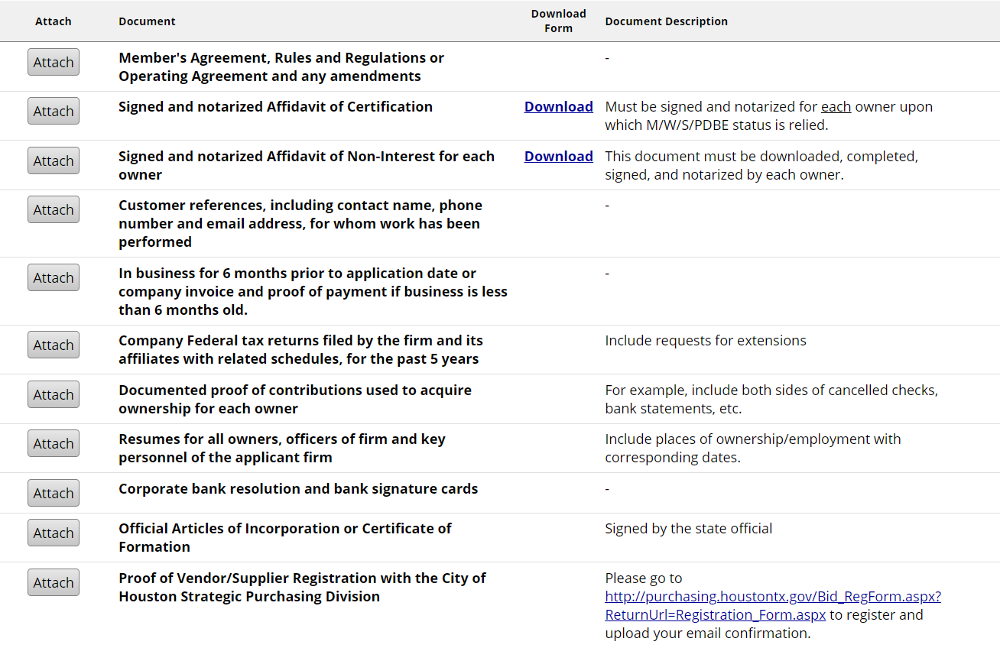 Attach Document Download Form Document Description
Attach Member's Agreement, Rules and Regulations or -
Operating Agreement and any amendments
Attach Signed and notarized Affidavit of Certification Download Must be signed and notarized for each owner upon
which M/W/S/PDBE status is relied.
Attach Signed and notarized Affidavit of Non-Interest for each Download This document must be downloaded, completed,
owner signed, and notarized by each owner.
Attach Customer references, including contact name, phone -
number and email address, for whom work has been
performed
Attach In business for 6 months prior to application date or -
company invoice and proof of payment if business is less
than 6 months old.
Attach Company Federal tax returns filed by the firm and its Include requests for extensions
affiliates with related schedules, for the past 5 years
Attach Documented proof of contributions used to acquire For example, include both sides of cancelled checks,
ownership for each owner bank statements, etc.
Attach Resumes for all owners, officers of firm and key Include places of ownership/employment with
personnel of the applicant firm corresponding dates.
Attach Corporate bank resolution and bank signature cards -
Attach Official Articles of Incorporation or Certificate of Signed by the state official
Formation
Attach Proof of Vendor/Supplier Registration with the City of Please go to
Houston Strategic Purchasing Division http://purchasing.houstontx.gov/Bid_RegForm.aspx?
ReturnUrl=Registration_Form.aspx to register and
upload your email confirmation.